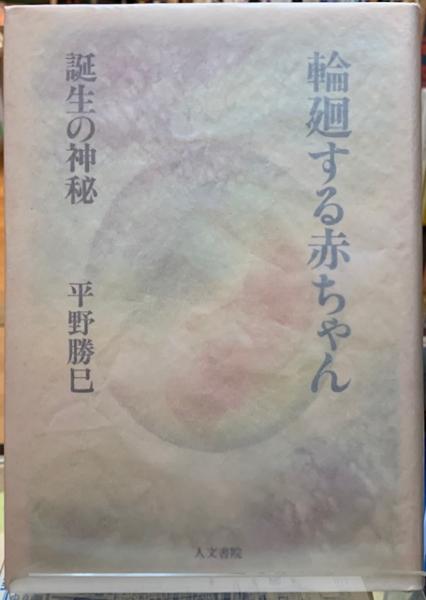 輪廻する赤ちゃん
誕生の神秘
平野勝巳
人文書院